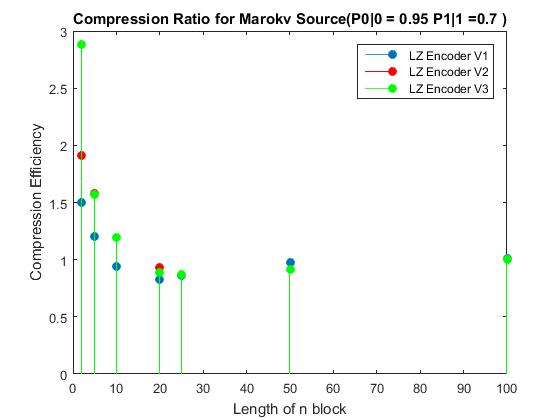 Compression Ratio for Marokv Source(P0|0 = 0.95 P1|1 =0.7 )
LZ Encoder V1
LZ Encoder V2
LZ Encoder V3
Compression Efficiency
3
2.5
2
1.5
1
0.5
0
0 10 20 30 40 50 60 70 80 90 100
Length of n block